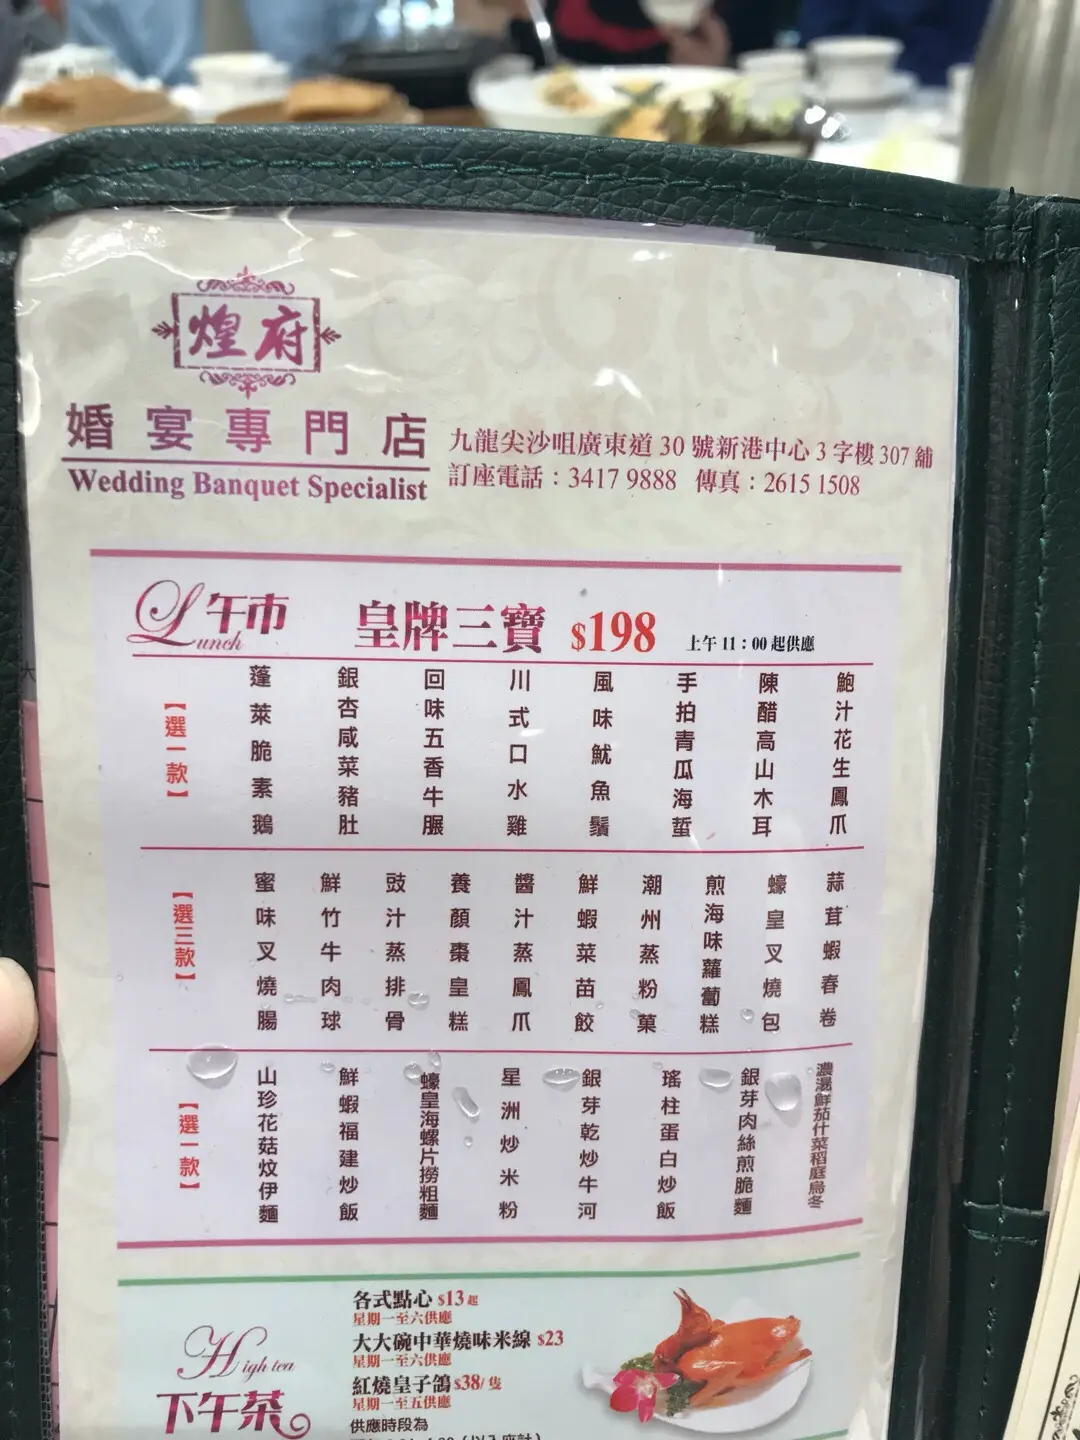 煌府
婚宴專門店
Wedding Banquet Specialist
九龍尖沙咀廣東道 30 號新港中心 3 字樓 307 舖
訂座電話：3417 9888 傳真：2615 1508
Lunch 午市 皇牌三寶 $198 上午 11：00 起供應
【選一款】
蓬萊脆素鵝
銀杏咸菜豬肚
回味五香牛𦟌
川式口水雞
風味魷魚鬚
手拍青瓜海蜇
陳醋高山木耳
鮑汁花生鳳爪
【選三款】
蜜味叉燒腸
鮮竹牛肉球
豉汁蒸排骨
養顏棗皇糕
醬汁蒸鳳爪
鮮蝦菜苗餃
潮州蒸粉菓
煎海味蘿蔔糕
蠔皇叉燒包
蒜茸蝦春卷
【選一款】
山珍花菇炆伊麵
鮮蝦福建炒飯
蠔皇海螺片撈粗麵
星洲炒米粉
銀芽乾炒牛河
瑤柱蛋白炒飯
銀芽肉絲煎脆麵
濃湯鮮茄什菜稻庭烏冬
High tea
下午茶
各式點心 $13起
星期一至六供應
大大碗中華燒味米線 $23
星期一至六供應
紅燒皇子鴿 $38/ 隻
星期一至五供應
供應時段為